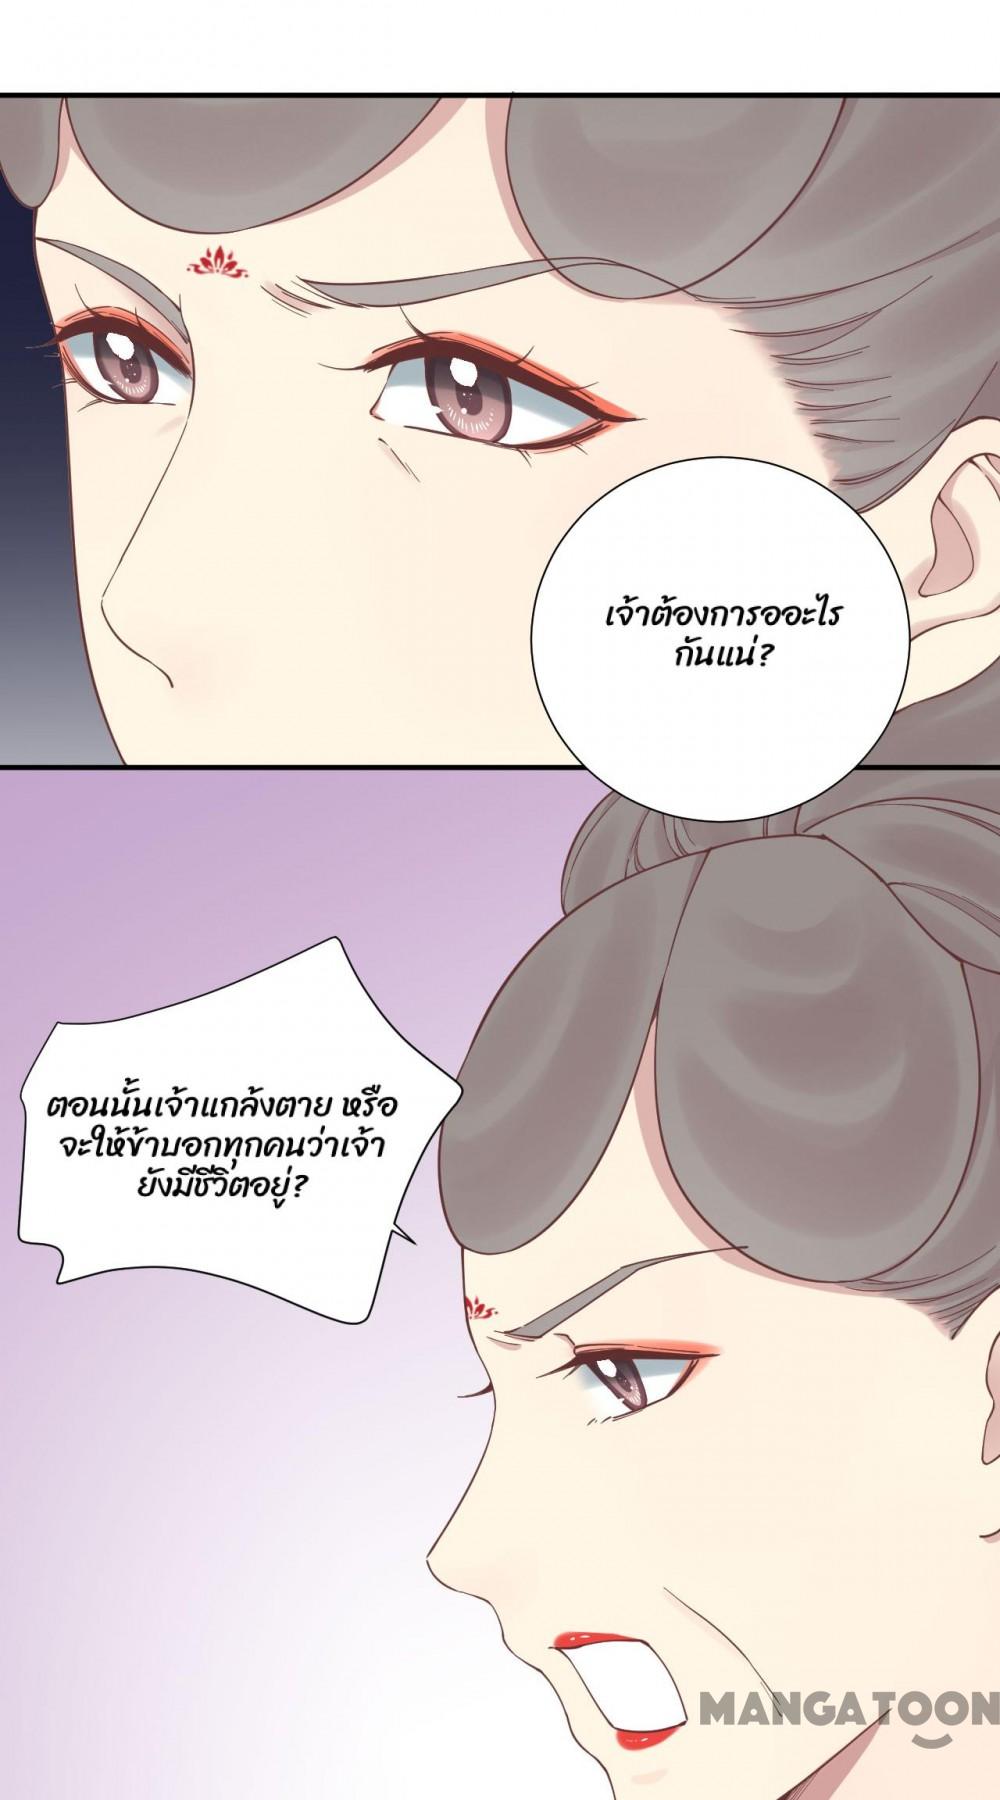 เจ้าต้องการออะไร
กันแน่?
ตอนนั้นเจ้าแกล้งตาย หรือ
จะให้ข้าบอกทุกคนว่าเจ้า
ยังมีชีวิตอยู่?
MANGATOON